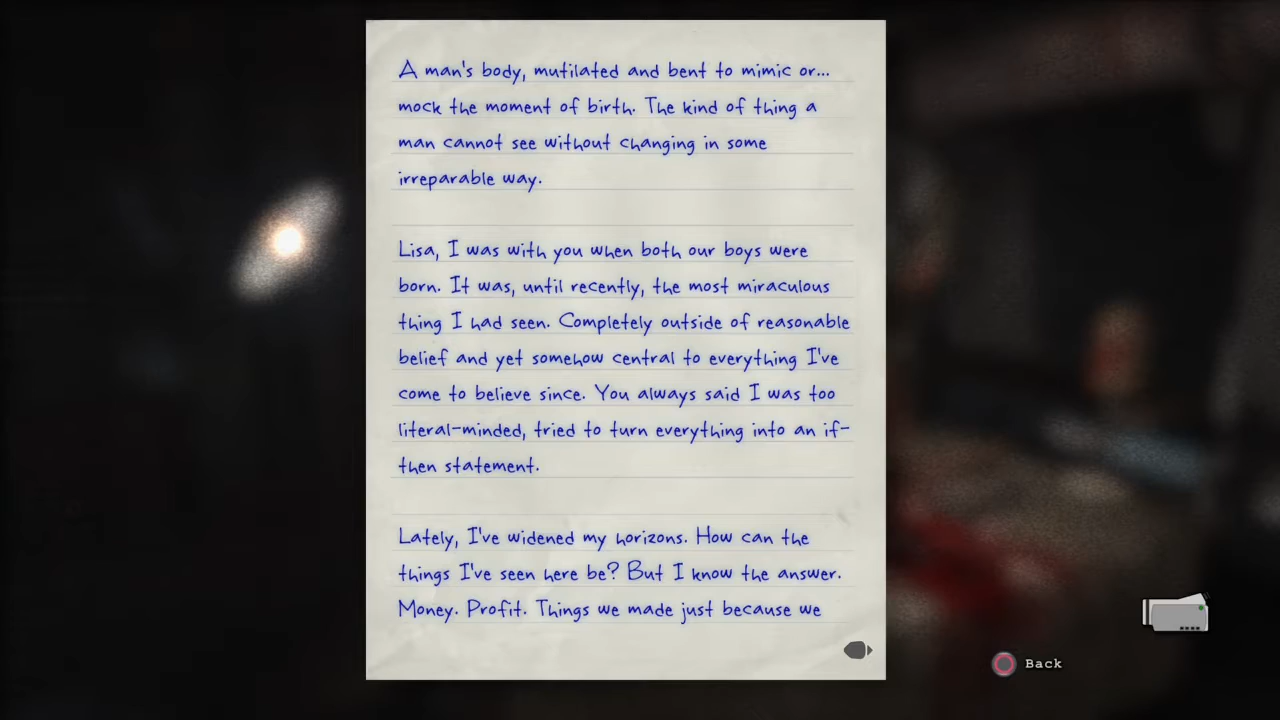 A man's body, mutilated and bent to mimic or...
mock the moment of birth. The kind of thing a
man cannot see without changing in some
irreparable way.
Lisa, I was with you when both our boys were
born. It was, until recently, the most miraculous
thing I had seen. Completely outside of reasonable
belief and yet somehow central to everything I've
come to believe since. You always said I was too
literal-minded, tried to turn everything into an if-
then statement.
Lately, I've widened my horizons. How can the
things I've seen here be? But I know the answer.
Money. Profit. Things we made just because we
Back